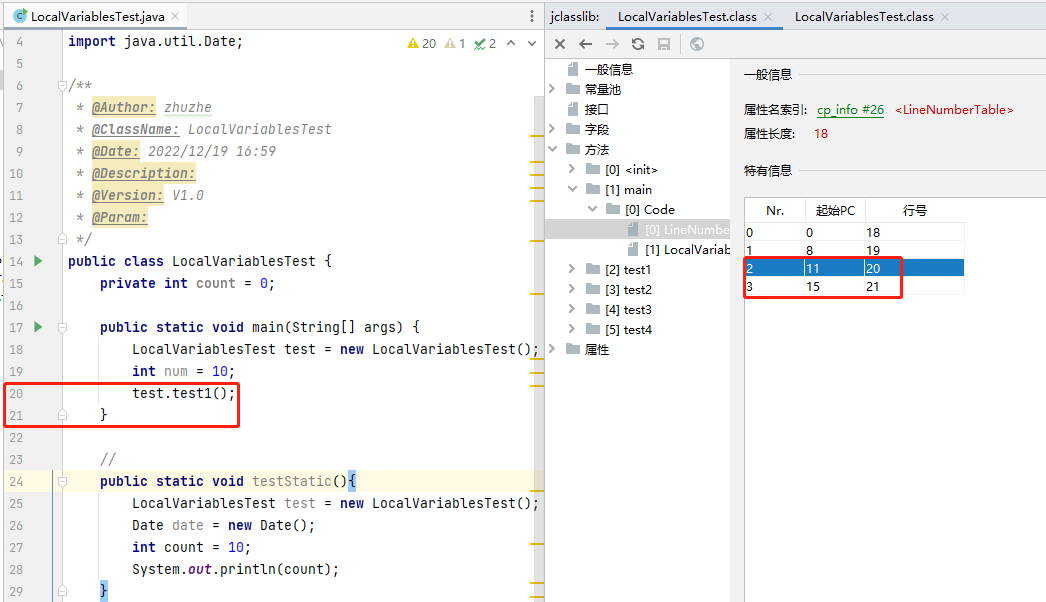 LocalVariablesTest.java
4 import java.util.Date;
20 1 2
5
6 /**
7 * @Author: zhuzhe
8 * @ClassName: LocalVariablesTest
9 * @Date: 2022/12/19 16:59
10 * @Description:
11 * @Version: V1.0
12 * @Param:
13 */
14 public class LocalVariablesTest {
15 private int count = 0;
16
17 public static void main(String[] args) {
18 LocalVariablesTest test = new LocalVariablesTest();
19 int num = 10;
20 test.test1();
21 }
22
23 //
24 public static void testStatic(){
25 LocalVariablesTest test = new LocalVariablesTest();
26 Date date = new Date();
27 int count = 10;
28 System.out.println(count);
29 }
jclasslib: LocalVariablesTest.class LocalVariablesTest.class
一般信息
常量池
接口
字段
方法
[0] <init>
[1] main
[0] Code
[0] LineNumbe
[1] LocalVariab
[2] test1
[3] test2
[4] test3
[5] test4
属性
一般信息
属性名索引: cp_info #26 <LineNumberTable>
属性长度: 18
特有信息
Nr. 起始PC 行号
0 0 18
1 8 19
2 11 20
3 15 21